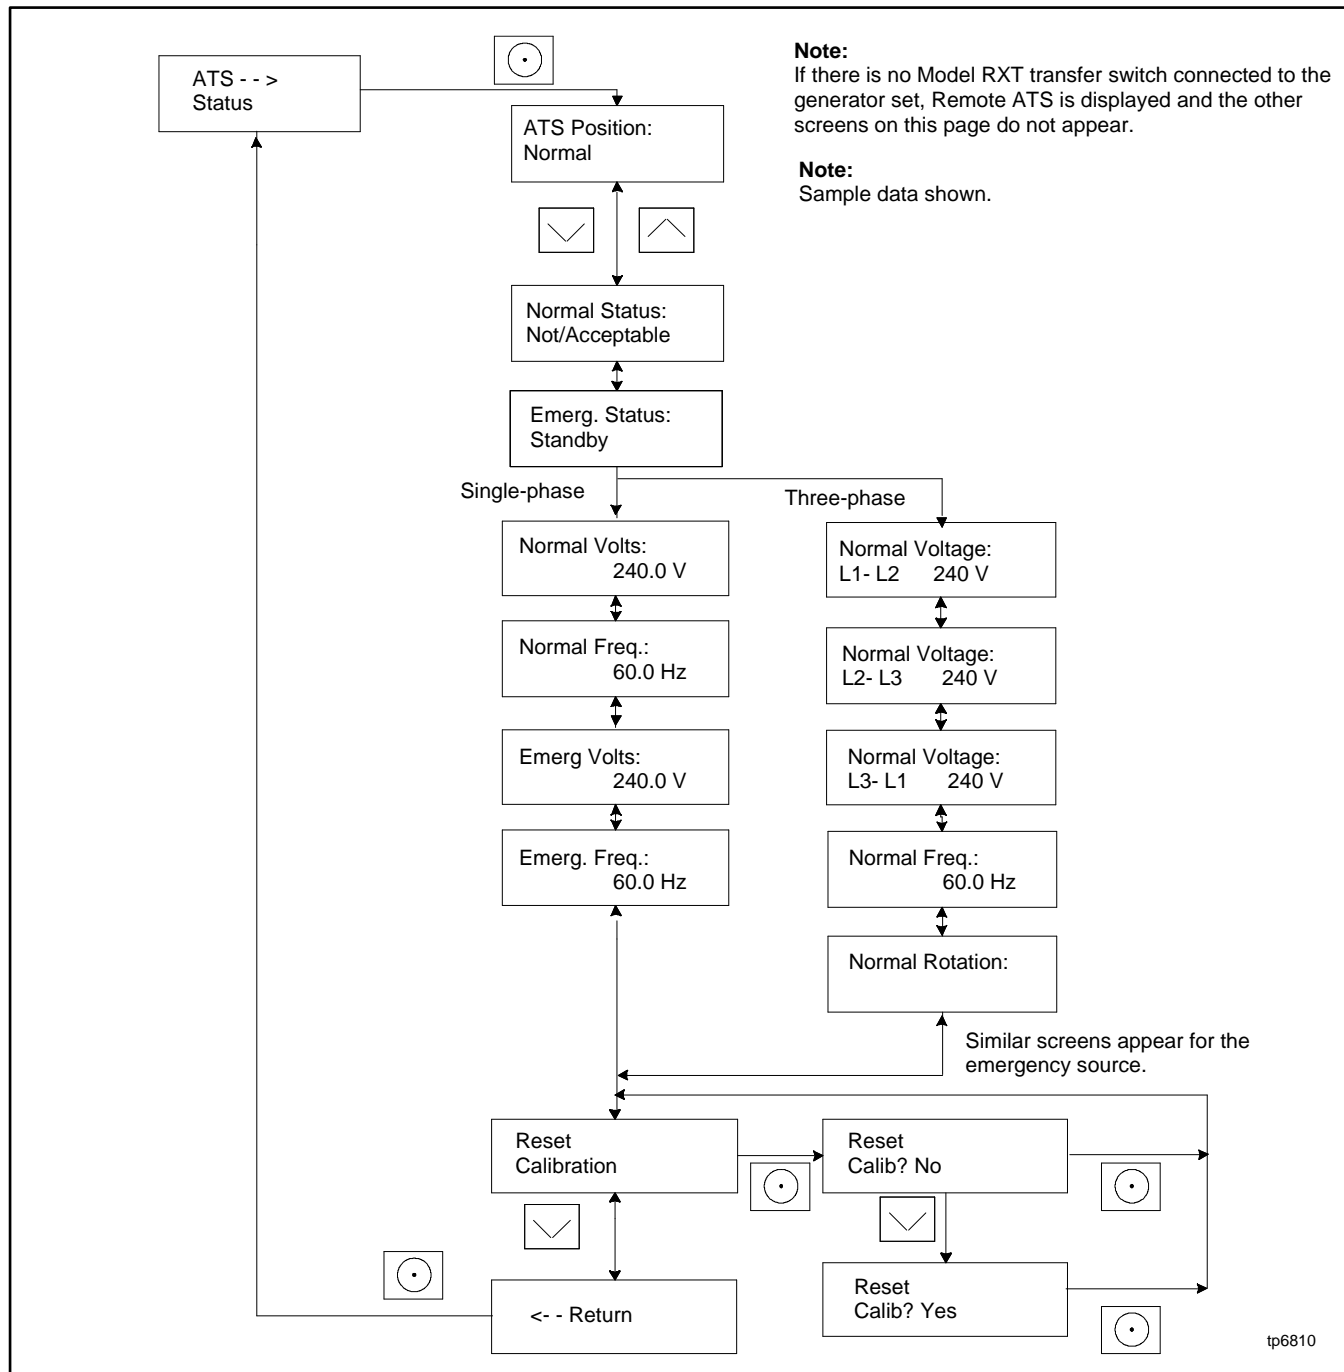 ATS - - >
Status
Note:
If there is no Model RXT transfer switch connected to the
generator set, Remote ATS is displayed and the other
screens on this page do not appear.
Note:
Sample data shown.
ATS Position:
Normal
Normal Status:
Not/Acceptable
Emerg. Status:
Standby
Single-phase
Three-phase
Normal Volts:
240.0 V
Normal Freq.:
60.0 Hz
Emerg Volts:
240.0 V
Emerg. Freq.:
60.0 Hz
Normal Voltage:
L1- L2 240 V
Normal Voltage:
L2- L3 240 V
Normal Voltage:
L3- L1 240 V
Normal Freq.:
60.0 Hz
Normal Rotation:
Similar screens appear for the
emergency source.
Reset
Calibration
Reset
Calib? No
Reset
Calib? Yes
<- - Return
tp6810